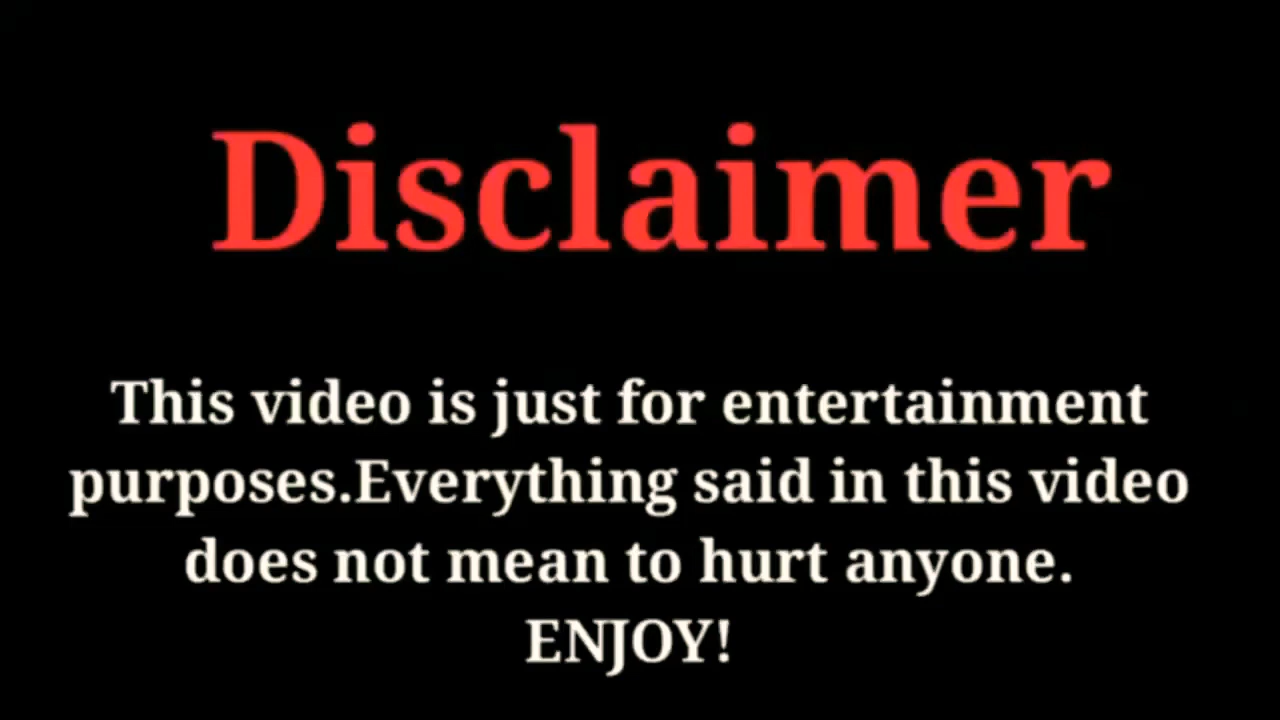 Disclaimer
This video is just for entertainment
purposes.Everything said in this video
does not mean to hurt anyone.
ENJOY!